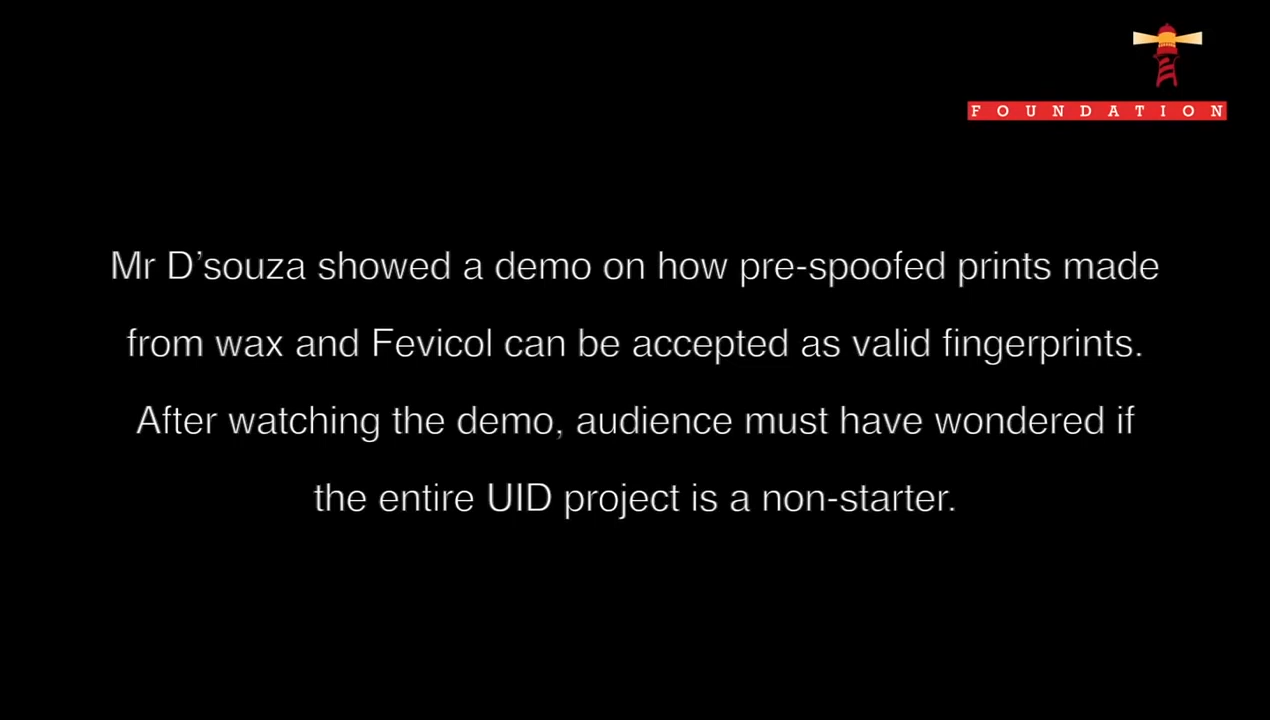 FOUNDATION
Mr D’souza showed a demo on how pre-spoofed prints made
from wax and Fevicol can be accepted as valid fingerprints.
After watching the demo, audience must have wondered if
the entire UID project is a non-starter.